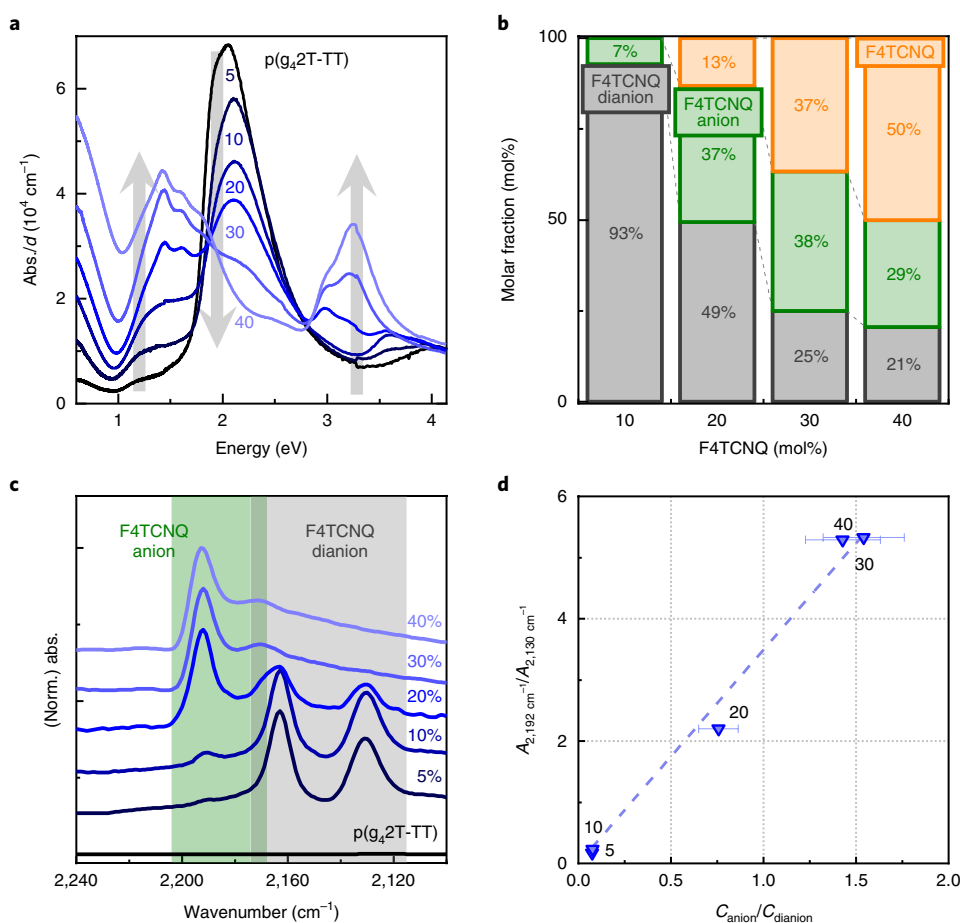 a
p(g₄2T-TT)
5
10
20
30
40
6
4
2
0
Abs./d (10⁴ cm⁻¹)
1
2
3
4
Energy (eV)
b
100
50
0
Molar fraction (mol%)
7%
F4TCNQ
dianion
93%
13%
F4TCNQ
anion
37%
49%
37%
38%
25%
F4TCNQ
50%
29%
21%
10
20
30
40
F4TCNQ (mol%)
c
F4TCNQ
anion
F4TCNQ
dianion
40%
30%
20%
10%
5%
p(g₄2T-TT)
(Norm.) abs.
2,240
2,200
2,160
2,120
Wavenumber (cm⁻¹)
d
6
4
2
0
A2,192 cm⁻¹/A2,130 cm⁻¹
40
30
20
10
5
0.0
0.5
1.0
1.5
2.0
Canion/Cdianion